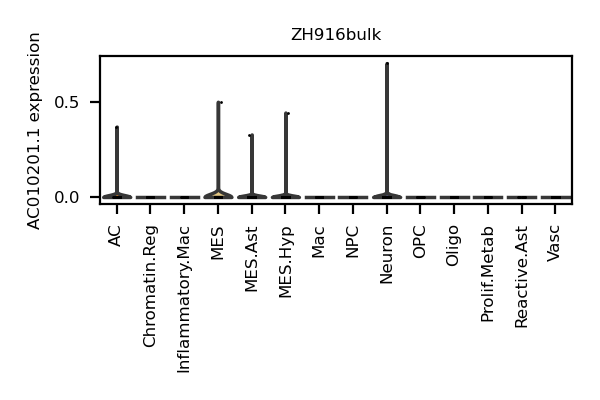 ZH916bulk
AC010201.1 expression
0.5
0.0
AC
Chromatin.Reg
Inflammatory.Mac
MES
MES.Ast
MES.Hyp
Mac
NPC
Neuron
OPC
Oligo
Prolif.Metab
Reactive.Ast
Vasc